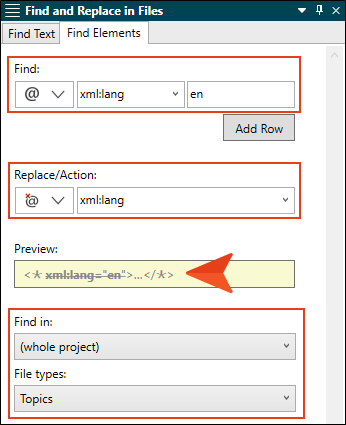 Find and Replace in Files
Find Text Find Elements
Find:
@ xml:lang en
Add Row
Replace/Action:
@ xml:lang
Preview:
<* xml:lang="en">...</*>
Find in:
(whole project)
File types:
Topics